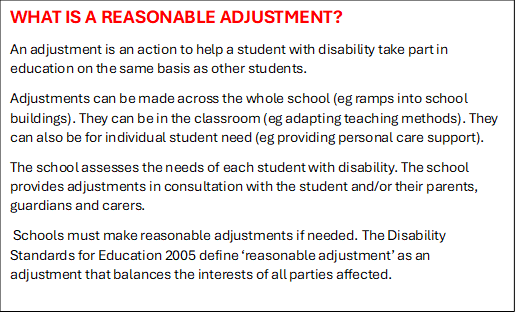 WHAT IS A REASONABLE ADJUSTMENT?
An adjustment is an action to help a student with disability take part in
education on the same basis as other students.
Adjustments can be made across the whole school (eg ramps into school
buildings). They can be in the classroom (eg adapting teaching methods). They
can also be for individual student need (eg providing personal care support).
The school assesses the needs of each student with disability. The school
provides adjustments in consultation with the student and/or their parents,
guardians and carers.
Schools must make reasonable adjustments if needed. The Disability
Standards for Education 2005 define ‘reasonable adjustment’ as an
adjustment that balances the interests of all parties affected.